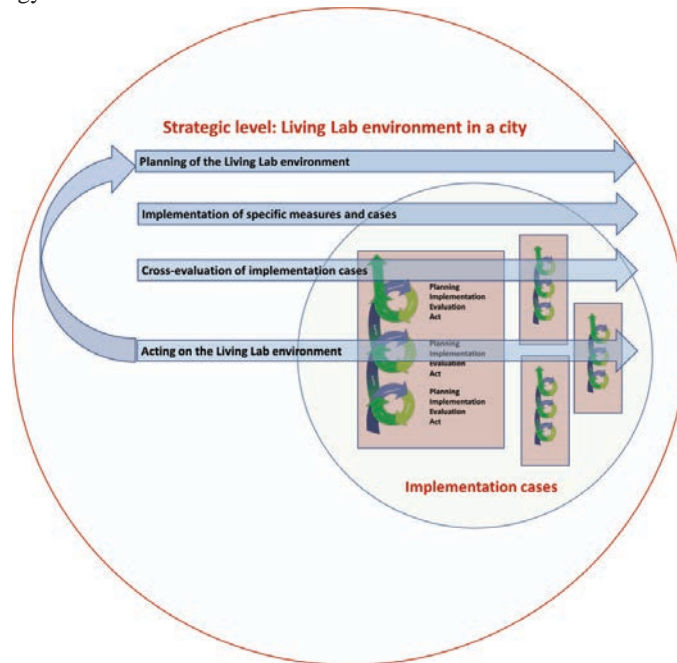 gy
Strategic level: Living Lab environment in a city
Planning of the Living Lab environment
Implementation of specific measures and cases
Cross-evaluation of implementation cases
Planning
Implementation
Evaluation
Act
Acting on the Living Lab environment
Planning
Implementation
Evaluation
Act
Planning
Implementation
Evaluation
Act
Implementation cases